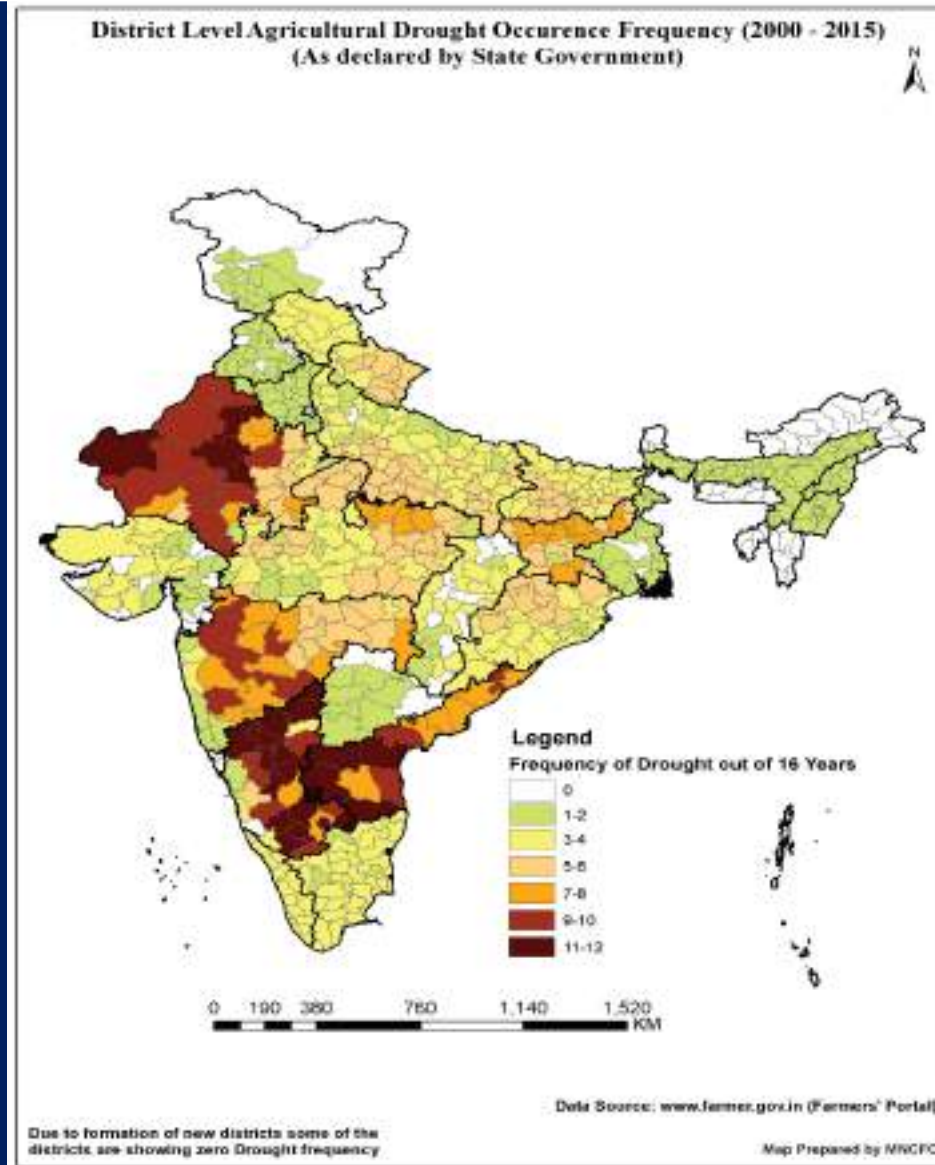 District Level Agricultural Drought Occurence Frequency (2000 - 2015)
(As declared by State Government)
N
Legend
Frequency of Drought out of 16 Years
0
1-2
3-4
5-6
7-8
9-10
11-12
0 190 380 760 1,140 1,520
KM
Data Source: www.farmer.gov.in (Farmers' Portal)
Due to formation of new districts some of the
districts are showing zero Drought frequency
Map Prepared by MNCFC